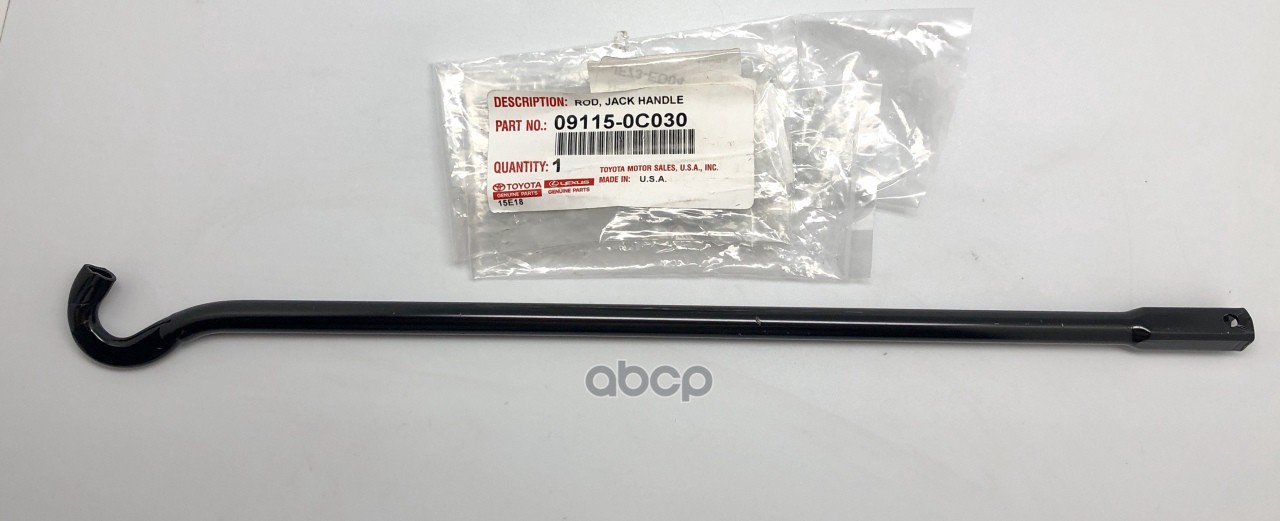 DESCRIPTION: ROD, JACK HANDLE
PART NO.: 09115-0C030
QUANTITY: 1
TOYOTA MOTOR SALES, U.S.A., INC.
MADE IN: U.S.A.
TOYOTA
GENUINE PARTS
LEXUS
GENUINE PARTS
15E18
abcp